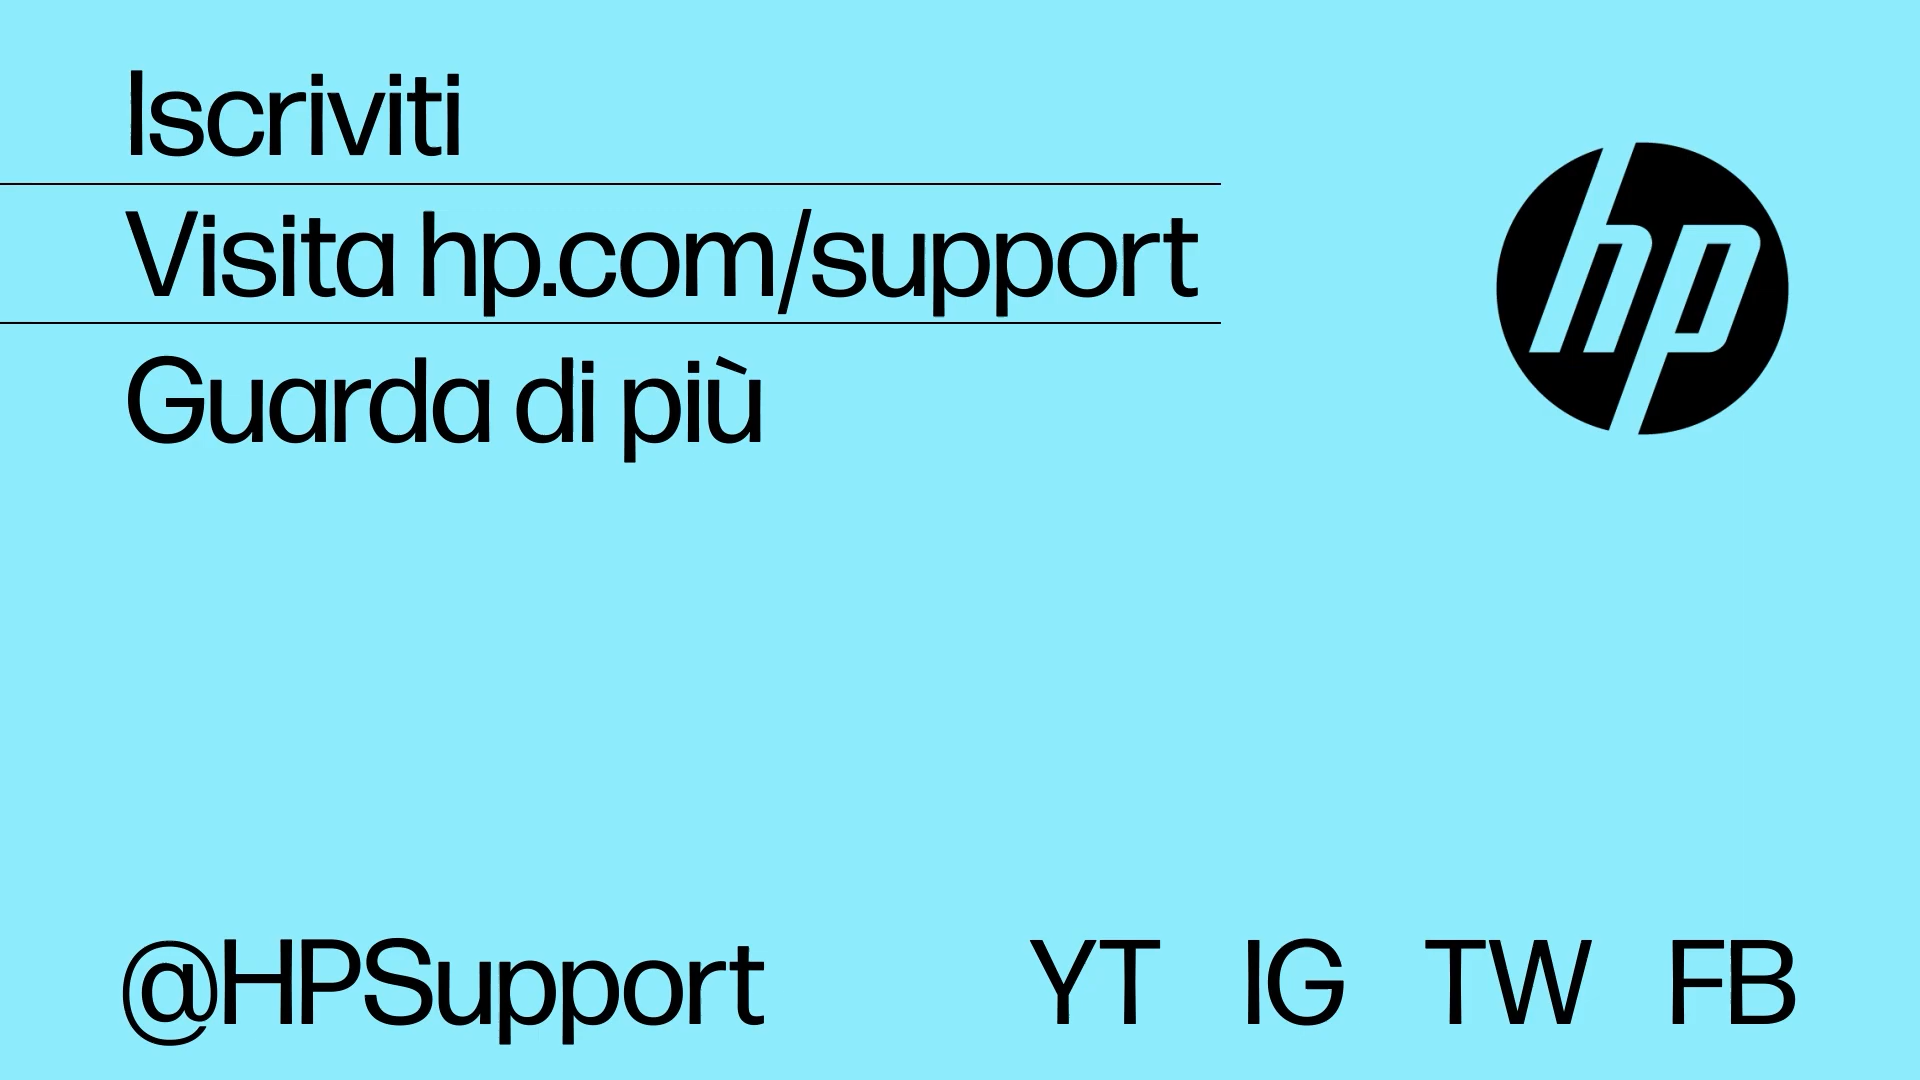 Iscriviti
Visita hp.com/support
Guarda di più
hp
@HPSupport YT IG TW FB